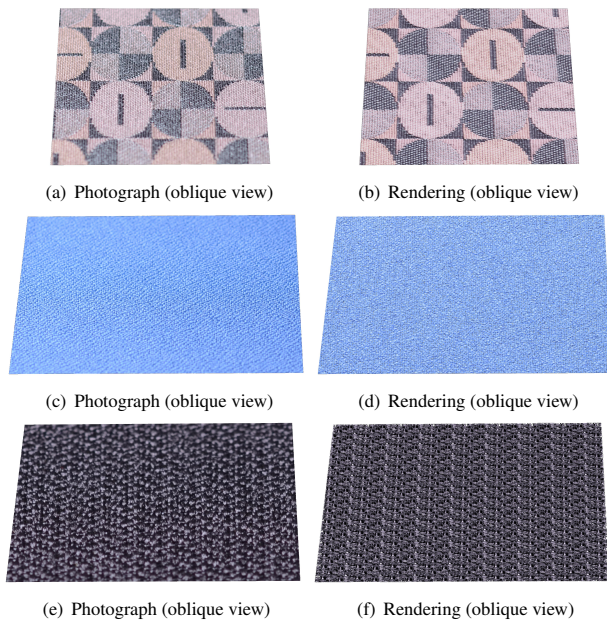 (a) Photograph (oblique view)
(b) Rendering (oblique view)
(c) Photograph (oblique view)
(d) Rendering (oblique view)
(e) Photograph (oblique view)
(f) Rendering (oblique view)